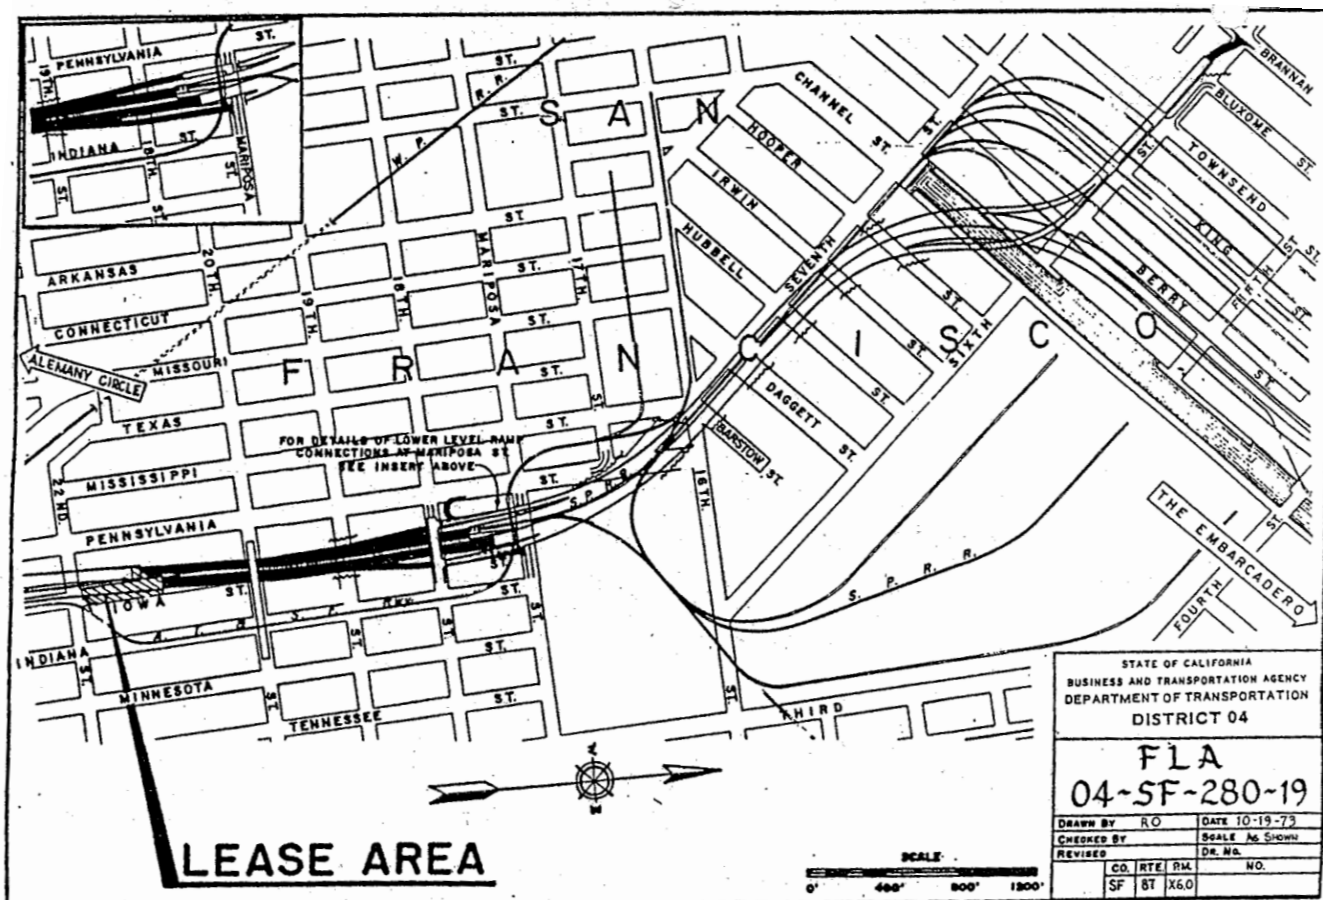 PENNSYLVANIA
ST.
19TH.
INDIANA
ST.
18TH.
ST.
MARIPOSA
ST.
ST.
ST.
S A N
F R A N
C I S C O
W. P.
R. R.
ST.
ST.
ST.
ST.
ST.
ST.
ST.
ST.
CHANNEL
ST.
HOOPER
IRWIN
HUBBELL
SEVENTH
ST.
BRANNAN
BLUXOME
ST.
TOWNSEND
ST.
KING
ST.
BERRY
ST.
FIFTH
ST.
SIXTH
ST.
ST.
ST.
DAGGETT
ST.
BARSTOW
ST.
ARKANSAS
CONNECTICUT
MISSOURI
TEXAS
MISSISSIPPI
PENNSYLVANIA
IOWA
ST.
INDIANA
MINNESOTA
TENNESSEE
20TH.
19TH.
18TH.
MARIPOSA
17TH.
16TH.
22ND.
ALEMANY CIRCLE
FOR DETAILS OF LOWER LEVEL RAMP
CONNECTIONS AT MARIPOSA ST.
SEE INSERT ABOVE
S. P. R. R.
S. P. R. R.
THE EMBARCADERO
FOURTH
ST.
THIRD
ST.
LEASE AREA
SCALE
0' 400' 800' 1200'
STATE OF CALIFORNIA
BUSINESS AND TRANSPORTATION AGENCY
DEPARTMENT OF TRANSPORTATION
DISTRICT 04
FLA
04-SF-280-19
DRAWN BY RO DATE 10-19-73
CHECKED BY SCALE As Shown
REVISED DR. NO.
CO. RTE. P.M. NO.
SF 87 X6.0